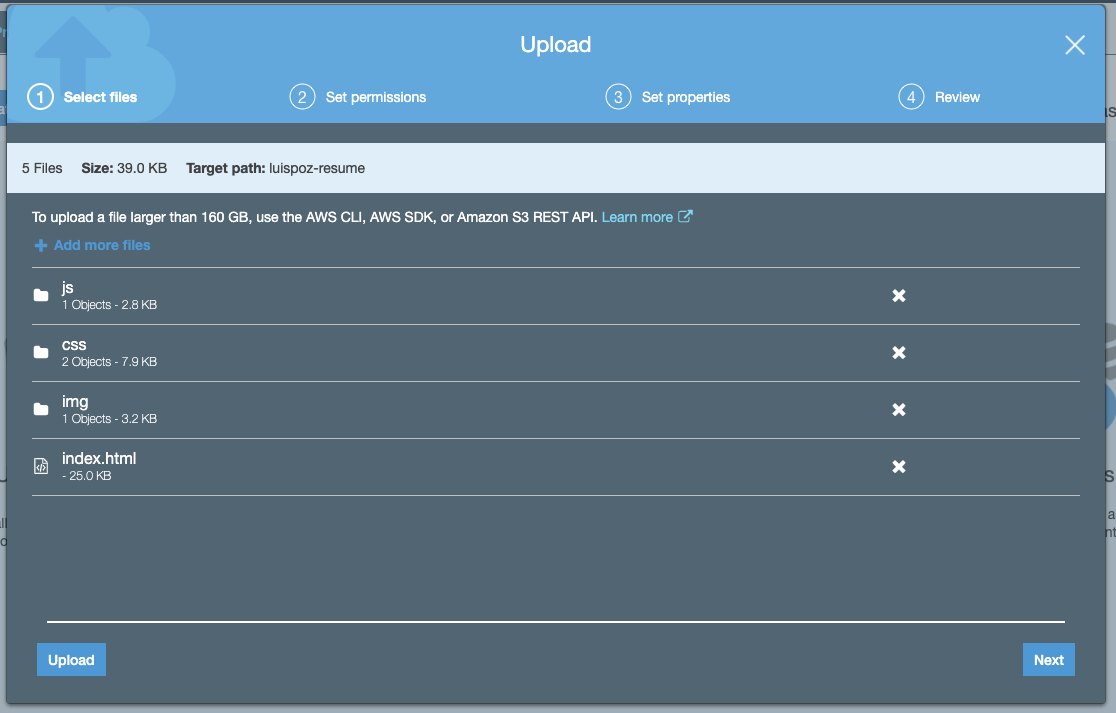 Upload
1 Select files
2 Set permissions
3 Set properties
4 Review
5 Files Size: 39.0 KB Target path: luispoz-resume
To upload a file larger than 160 GB, use the AWS CLI, AWS SDK, or Amazon S3 REST API. Learn more
Add more files
js
1 Objects - 2.8 KB
css
2 Objects - 7.9 KB
img
1 Objects - 3.2 KB
index.html
- 25.0 KB
Upload
Next